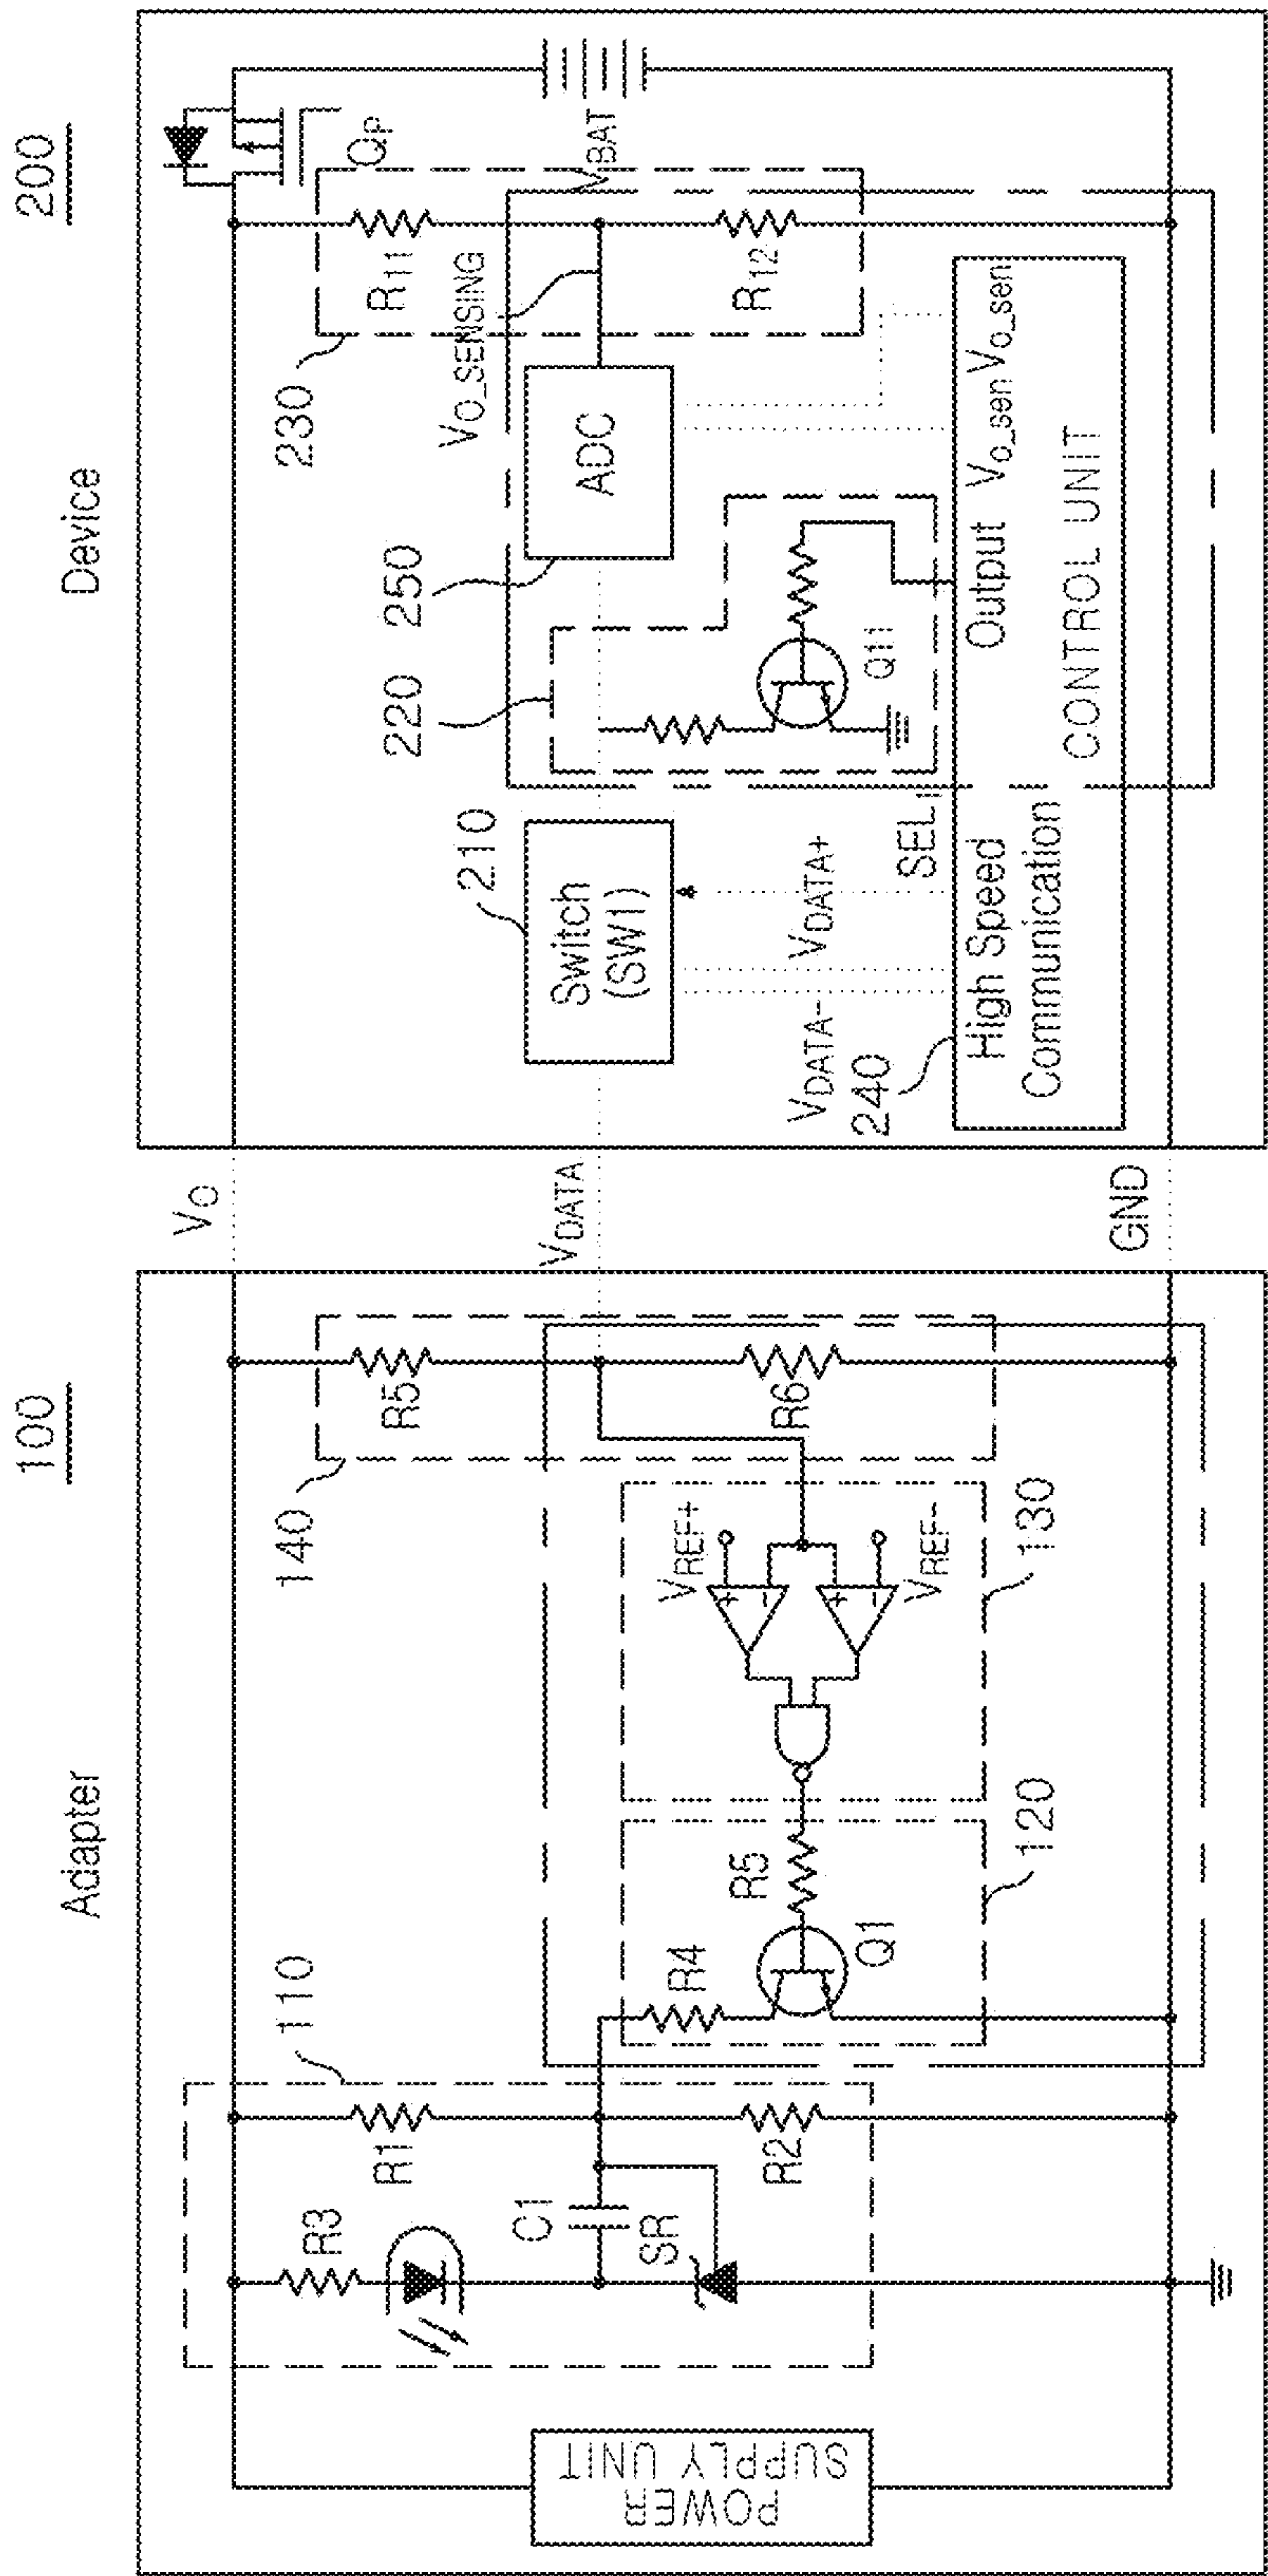 Adapter
100
Device
200
POWER
SUPPLY UNIT
110
R3
R1
C1
SR
R2
R4
Q1
R5
120
130
VREF+
VREF-
140
R5
R6
VO
VDATA
GND
210
Switch
(SW1)
VDATA-
VDATA+
SEL
240
High Speed
Communication
Output
VO_sen
VO_sen
CONTROL UNIT
220
250
Q11
ADC
230
VO_SENSING
R11
R12
QP
VBAT